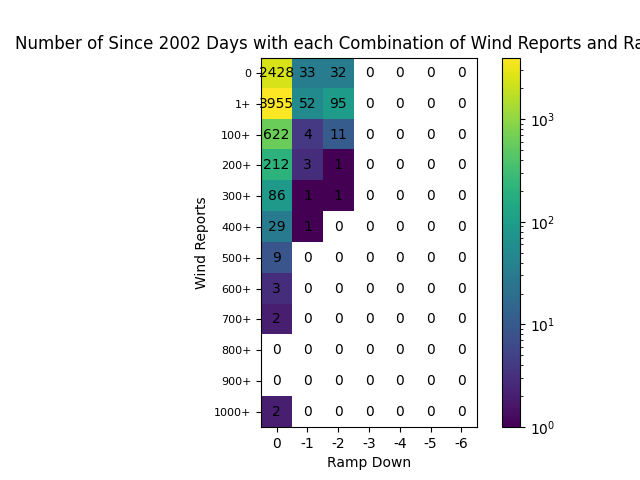 Number of Since 2002 Days with each Combination of Wind Reports and Ra
Wind Reports
0 2428 33 32 0 0 0 0
1+ 3955 52 95 0 0 0 0
100+ 622 4 11 0 0 0 0
200+ 212 3 1 0 0 0 0
300+ 86 1 1 0 0 0 0
400+ 29 1 0 0 0 0 0
500+ 9 0 0 0 0 0 0
600+ 3 0 0 0 0 0 0
700+ 2 0 0 0 0 0 0
800+ 0 0 0 0 0 0 0
900+ 0 0 0 0 0 0 0
1000+ 2 0 0 0 0 0 0
0 -1 -2 -3 -4 -5 -6
Ramp Down
10³
10²
10¹
10⁰